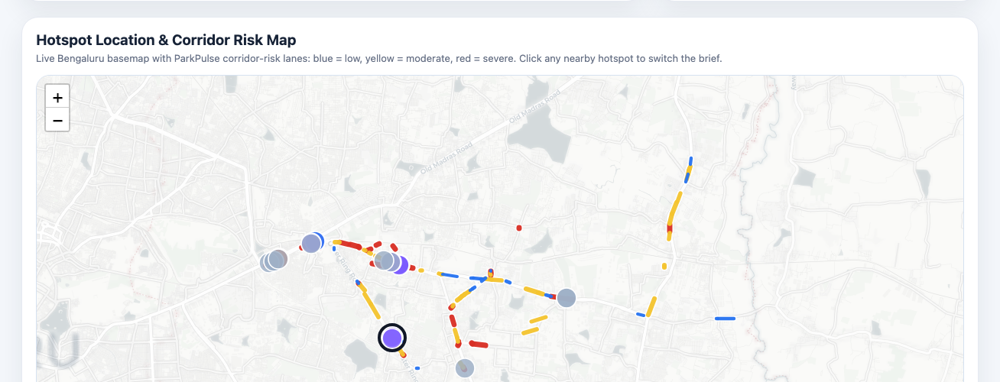 Hotspot Location & Corridor Risk Map
Live Bengaluru basemap with ParkPulse corridor-risk lanes: blue = low, yellow = moderate, red = severe. Click any nearby hotspot to switch the brief.
+
−
Old Madras Road
Old Madras Road